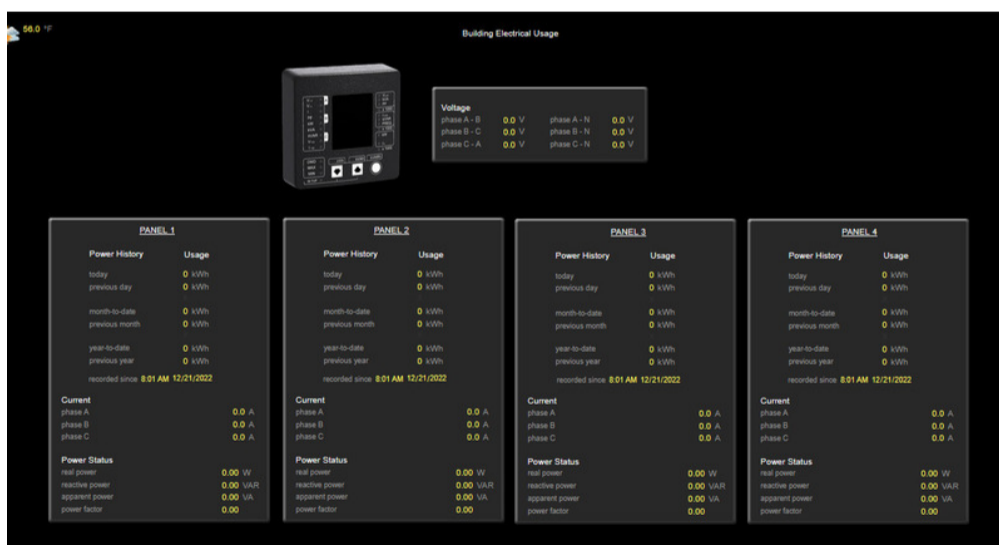 56.0 °F
Building Electrical Usage
Voltage
phase A - B 0.0 V phase A - N 0.0 V
phase B - C 0.0 V phase B - N 0.0 V
phase C - A 0.0 V phase C - N 0.0 V
PANEL 1
Power History Usage
today 0 kWh
previous day 0 kWh
month-to-date 0 kWh
previous month 0 kWh
year-to-date 0 kWh
previous year 0 kWh
recorded since 8:01 AM 12/21/2022
Current
phase A 0.0 A
phase B 0.0 A
phase C 0.0 A
Power Status
real power 0.00 W
reactive power 0.00 VAR
apparent power 0.00 VA
power factor 0.00
PANEL 2
Power History Usage
today 0 kWh
previous day 0 kWh
month-to-date 0 kWh
previous month 0 kWh
year-to-date 0 kWh
previous year 0 kWh
recorded since 8:01 AM 12/21/2022
Current
phase A 0.0 A
phase B 0.0 A
phase C 0.0 A
Power Status
real power 0.00 W
reactive power 0.00 VAR
apparent power 0.00 VA
power factor 0.00
PANEL 3
Power History Usage
today 0 kWh
previous day 0 kWh
month-to-date 0 kWh
previous month 0 kWh
year-to-date 0 kWh
previous year 0 kWh
recorded since 8:01 AM 12/21/2022
Current
phase A 0.0 A
phase B 0.0 A
phase C 0.0 A
Power Status
real power 0.00 W
reactive power 0.00 VAR
apparent power 0.00 VA
power factor 0.00
PANEL 4
Power History Usage
today 0 kWh
previous day 0 kWh
month-to-date 0 kWh
previous month 0 kWh
year-to-date 0 kWh
previous year 0 kWh
recorded since 8:01 AM 12/21/2022
Current
phase A 0.0 A
phase B 0.0 A
phase C 0.0 A
Power Status
real power 0.00 W
reactive power 0.00 VAR
apparent power 0.00 VA
power factor 0.00